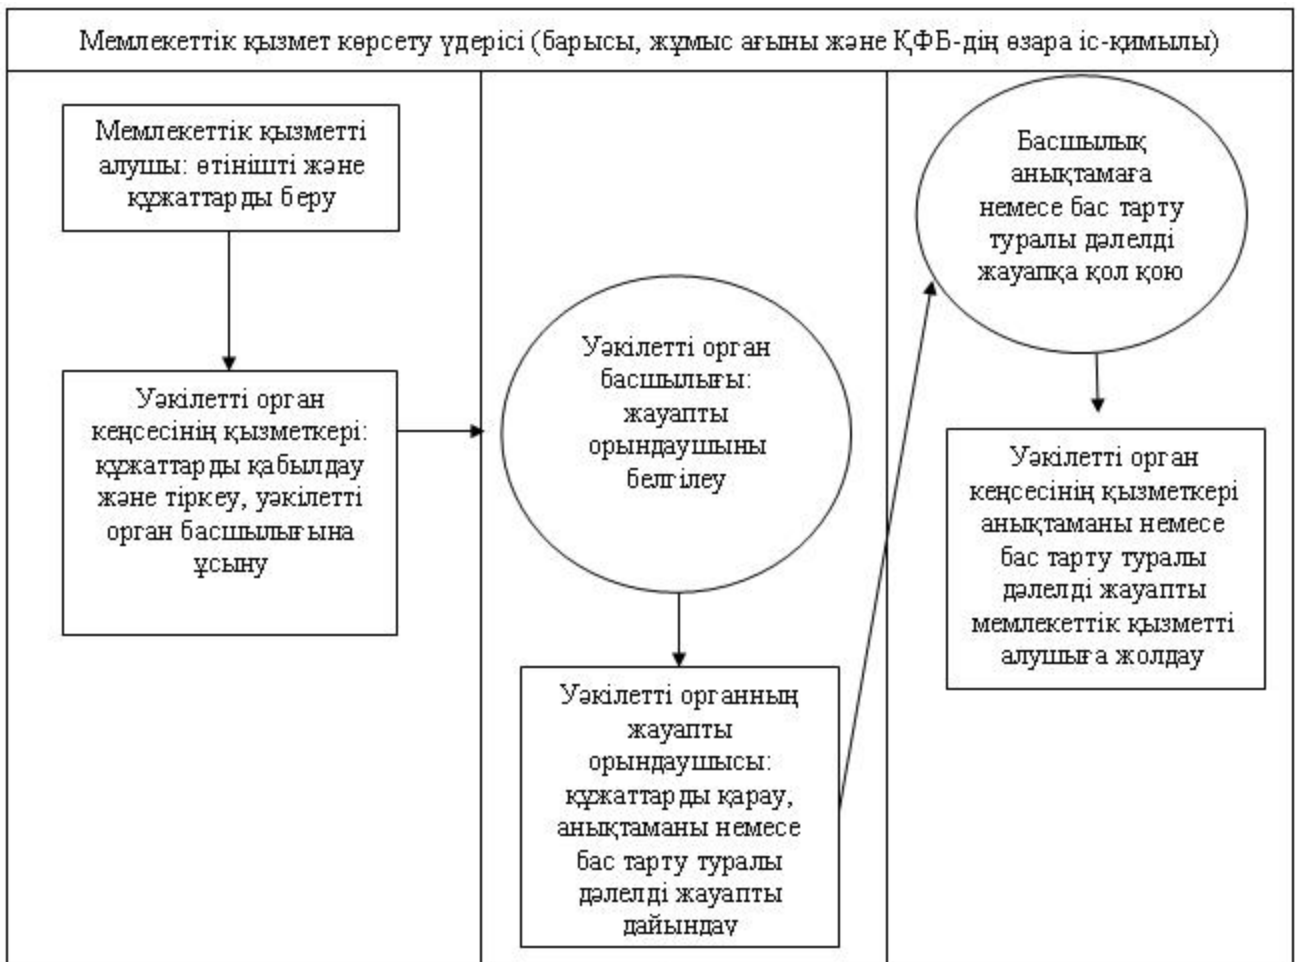 Мемлекеттік қызмет көрсету үдерісі (барысы, жұмыс ағыны және ҚФБ-дің өзара іс-қимылы)
Мемлекеттік қызметті
алушы: өтінішті және
құжаттарды беру
Уәкілетті орган
кеңсесінің қызметкері:
құжаттарды қабылдау
және тіркеу, уәкілетті
орган басшылығына
ұсыну
Уәкілетті орган
басшылығы:
жауапты
орындаушыны
белгілеу
Уәкілетті органның
жауапты
орындаушысы:
құжаттарды қарау,
анықтаманы немесе
бас тарту туралы
дәлелді жауапты
дайындау
Басшылық
анықтамаға
немесе бас тарту
туралы дәлелді
жауапқа қол қою
Уәкілетті орган
кеңсесінің қызметкері
анықтаманы немесе
бас тарту туралы
дәлелді жауапты
мемлекеттік қызметті
алушыға жолдау